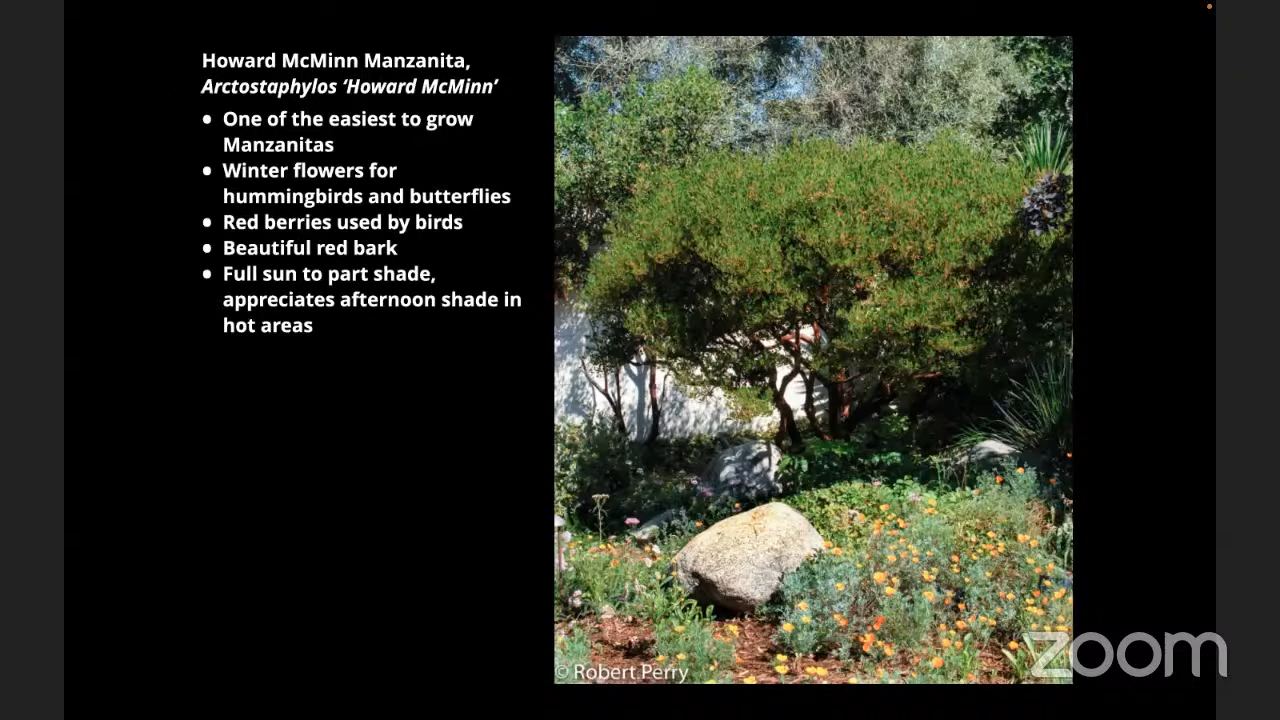 Howard McMinn Manzanita,
Arctostaphylos ‘Howard McMinn’
• One of the easiest to grow
Manzanitas
• Winter flowers for
hummingbirds and butterflies
• Red berries used by birds
• Beautiful red bark
• Full sun to part shade,
appreciates afternoon shade in
hot areas
© Robert Perry
zoom